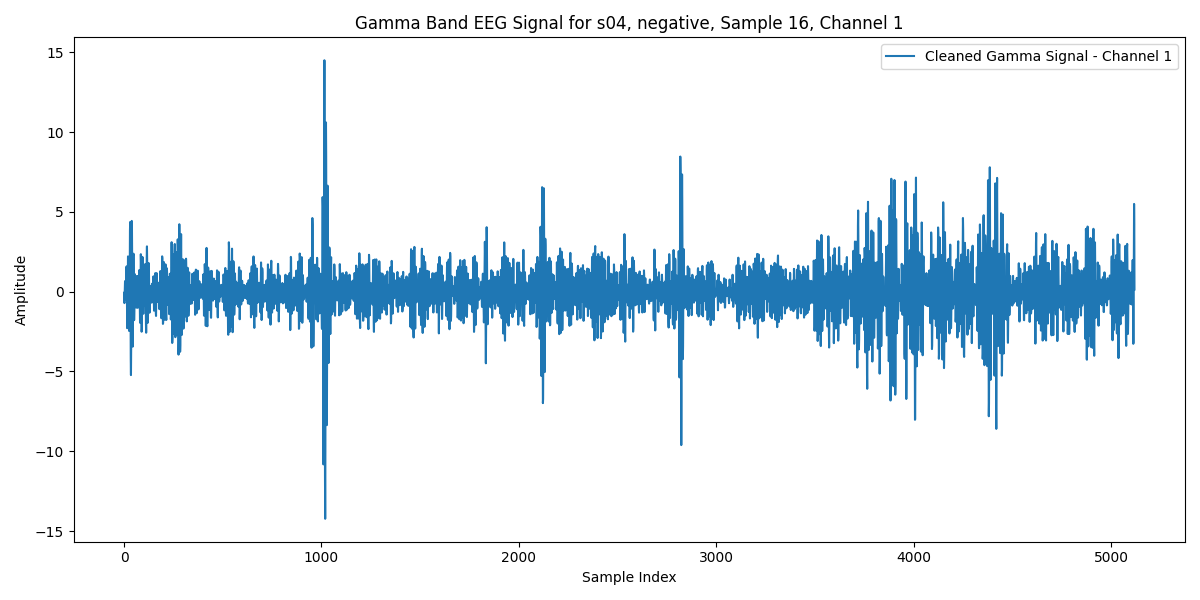 Gamma Band EEG Signal for s04, negative, Sample 16, Channel 1
Cleaned Gamma Signal - Channel 1
Amplitude
15
10
5
0
−5
−10
−15
0 1000 2000 3000 4000 5000
Sample Index